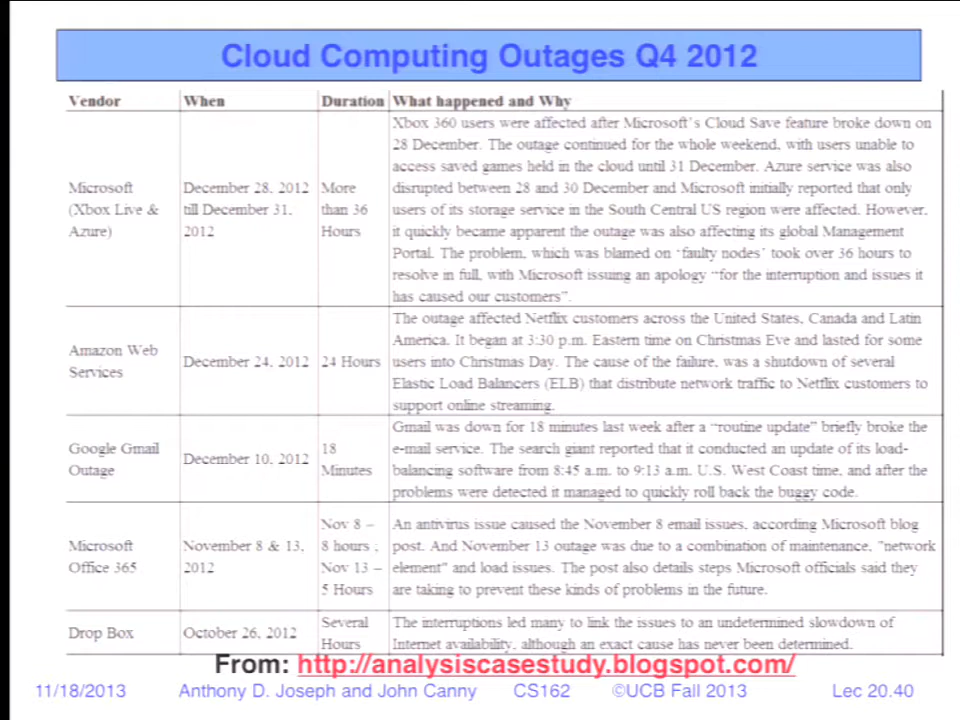 Cloud Computing Outages Q4 2012
Vendor When Duration What happened and Why
Microsoft
(Xbox Live &
Azure)
December 28, 2012
till December 31,
2012
More
than 36
Hours
Xbox 360 users were affected after Microsoft's Cloud Save feature broke down on
28 December. The outage continued for the whole weekend, with users unable to
access saved games held in the cloud until 31 December. Azure service was also
disrupted between 28 and 30 December and Microsoft initially reported that only
users of its storage service in the South Central US region were affected. However,
it quickly became apparent the outage was also affecting its global Management
Portal. The problem, which was blamed on 'faulty nodes' took over 36 hours to
resolve in full, with Microsoft issuing an apology "for the interruption and issues it
has caused our customers".
Amazon Web
Services
December 24, 2012
24 Hours
The outage affected Netflix customers across the United States, Canada and Latin
America. It began at 3:30 p.m. Eastern time on Christmas Eve and lasted for some
users into Christmas Day. The cause of the failure, was a shutdown of several
Elastic Load Balancers (ELB) that distribute network traffic to Netflix customers to
support online streaming.
Google Gmail
Outage
December 10, 2012
18
Minutes
Gmail was down for 18 minutes last week after a "routine update" briefly broke the
e-mail service. The search giant reported that it conducted an update of its load-
balancing software from 8:45 a.m. to 9:13 a.m. U.S. West Coast time, and after the
problems were detected it managed to quickly roll back the buggy code.
Microsoft
Office 365
November 8 & 13,
2012
Nov 8 –
8 hours ;
Nov 13 –
5 Hours
An antivirus issue caused the November 8 email issues, according Microsoft blog
post. And November 13 outage was due to a combination of maintenance, "network
element" and load issues. The post also details steps Microsoft officials said they
are taking to prevent these kinds of problems in the future.
Drop Box
October 26, 2012
Several
Hours
The interruptions led many to link the issues to an undetermined slowdown of
Internet availability, although an exact cause has never been determined.
From: http://analysiscasestudy.blogspot.com/
11/18/2013 Anthony D. Joseph and John Canny CS162 ©UCB Fall 2013 Lec 20.40